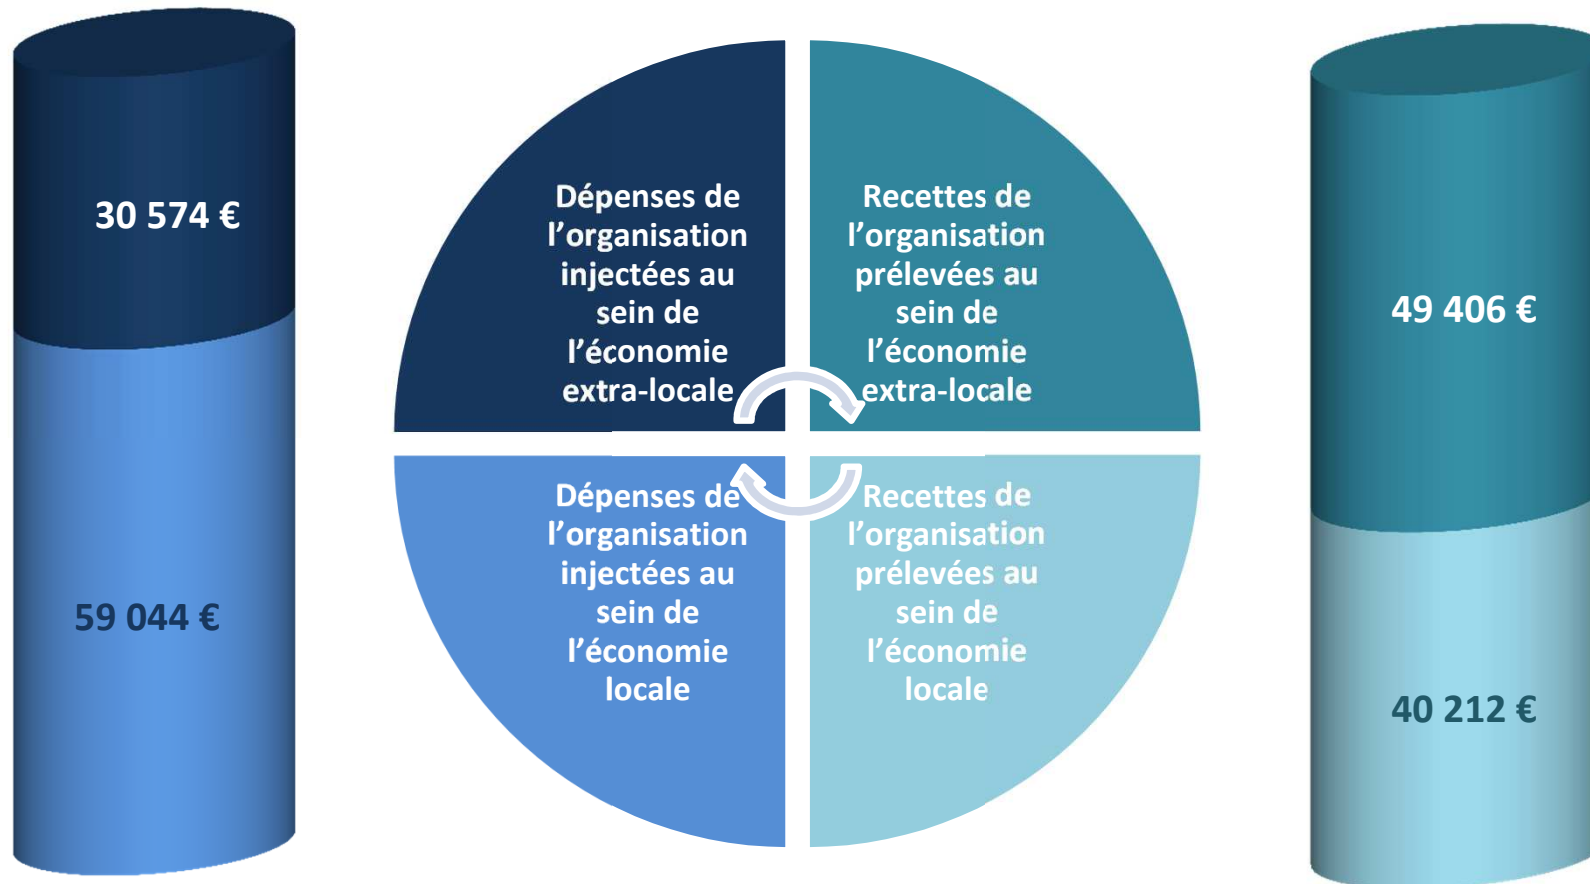 30 574 €
59 044 €
Dépenses de
l’organisation
injectées au
sein de
l’économie
extra-locale
Recettes de
l’organisation
prélevées au
sein de
l’économie
extra-locale
Dépenses de
l’organisation
injectées au
sein de
l’économie
locale
Recettes de
l’organisation
prélevées au
sein de
l’économie
locale
49 406 €
40 212 €